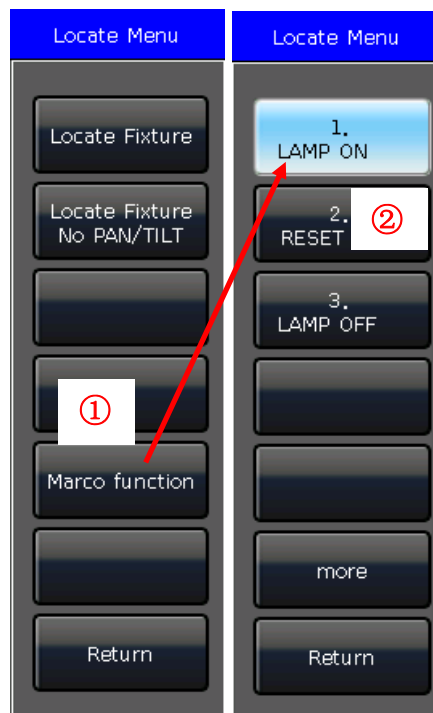 Locate Menu
Locate Fixture
Locate Fixture
No PAN/TILT
①
Marco function
Return
Locate Menu
1.
LAMP ON
2.
RESET
②
3.
LAMP OFF
more
Return